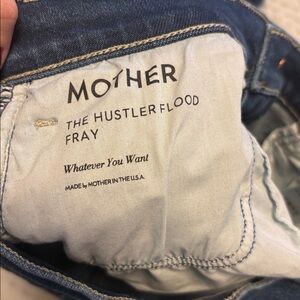 MOTHER
THE HUSTLER FLOOD
FRAY
Whatever You Want
MADE by MOTHER IN THE U.S.A.